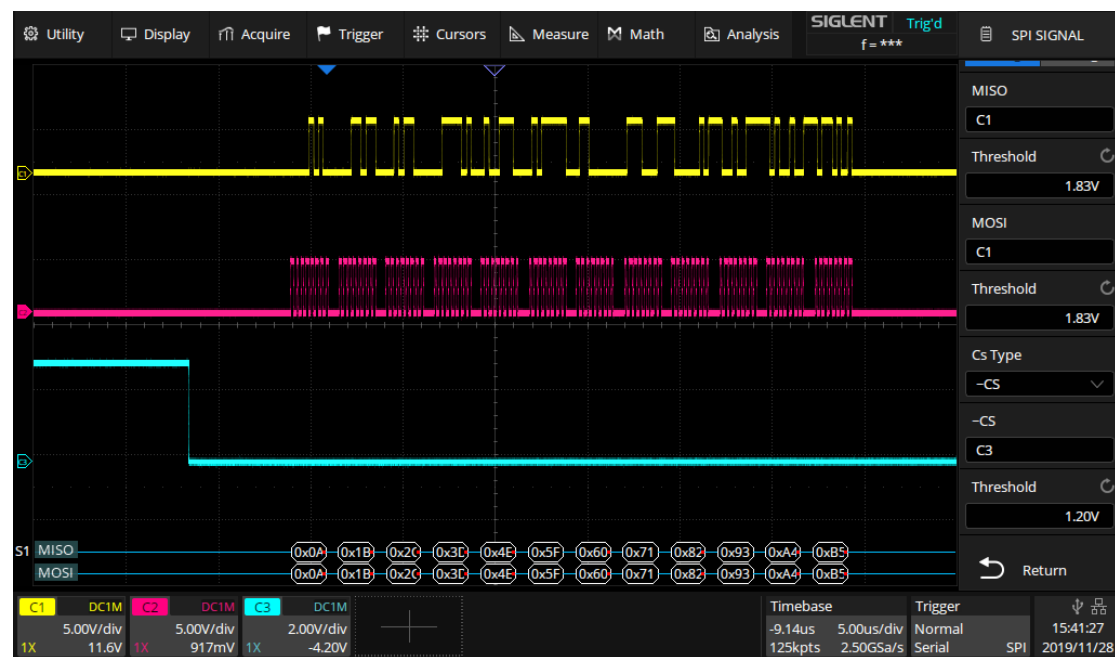 Utility Display Acquire Trigger Cursors Measure Math Analysis SIGLENT Trig'd
f = ***
SPI SIGNAL
MISO
C1
Threshold
1.83V
MOSI
C1
Threshold
1.83V
Cs Type
~CS
~CS
C3
Threshold
1.20V
Return
C1
C2
C3
S1 MISO 0x0A 0x1B 0x2C 0x3D 0x4E 0x5F 0x60 0x71 0x82 0x93 0xA4 0xB5
MOSI 0x0A 0x1B 0x2C 0x3D 0x4E 0x5F 0x60 0x71 0x82 0x93 0xA4 0xB5
C1 DC1M C2 DC1M C3 DC1M Timebase Trigger
5.00V/div 5.00V/div 2.00V/div -9.14us 5.00us/div Normal 15:41:27
1X 11.6V 1X 917mV 1X -4.20V 125kpts 2.50GSa/s Serial SPI 2019/11/28